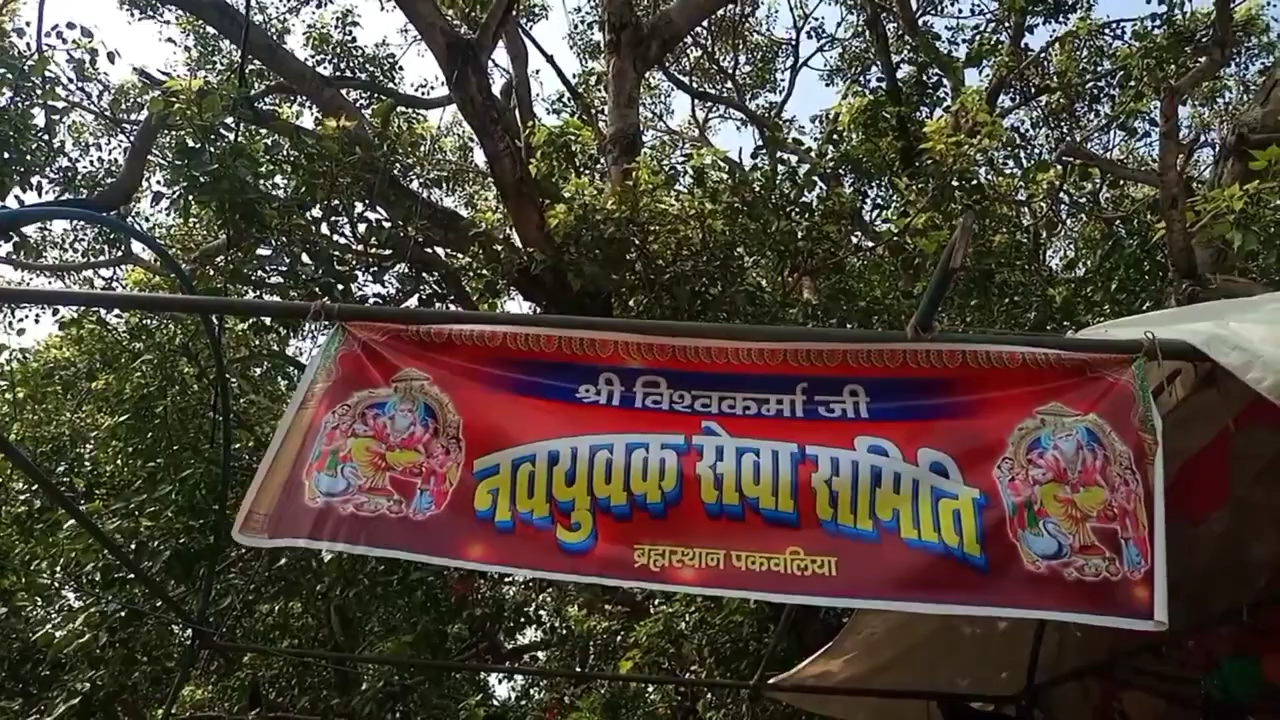 श्री विश्वकर्मा जी
नवयुवक सेवा समिति
ब्रह्मस्थान पकवलिया